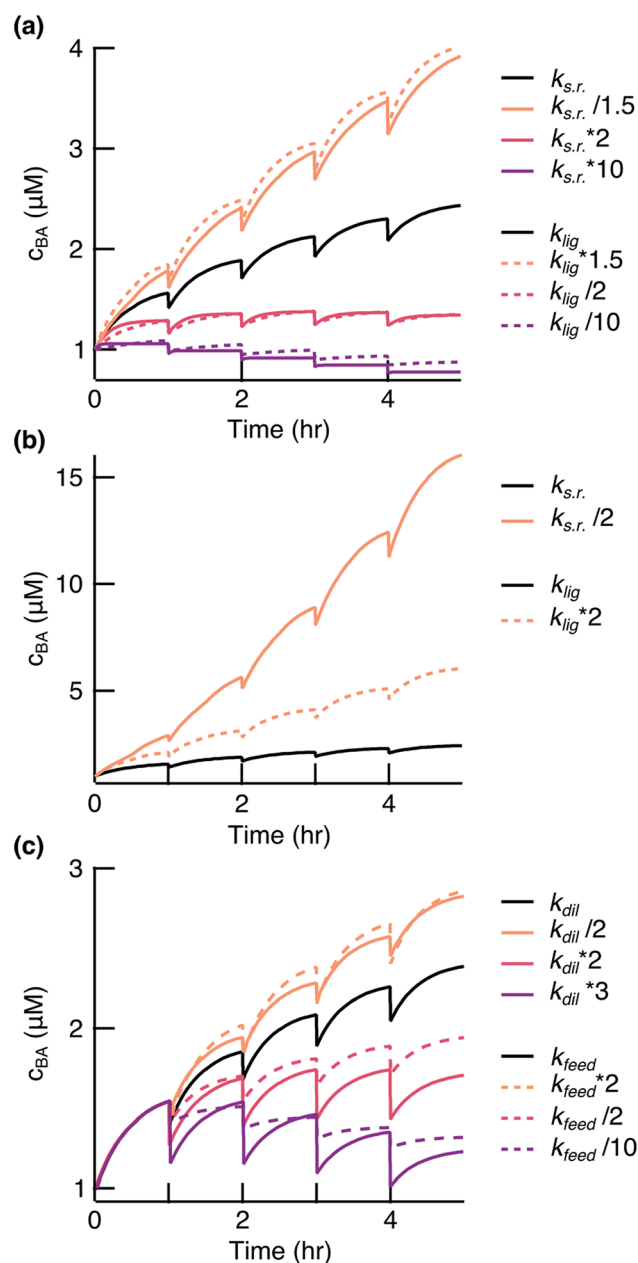 (a)
4
3
2
1
c_BA (µM)
0
2
4
Time (hr)
k_s.r.
k_s.r. /1.5
k_s.r.*2
k_s.r.*10
k_lig
k_lig*1.5
k_lig /2
k_lig /10
(b)
15
10
5
c_BA (µM)
0
2
4
Time (hr)
k_s.r.
k_s.r. /2
k_lig
k_lig*2
(c)
3
2
1
c_BA (µM)
0
2
4
Time (hr)
k_dil
k_dil /2
k_dil*2
k_dil *3
k_feed
k_feed*2
k_feed /2
k_feed /10